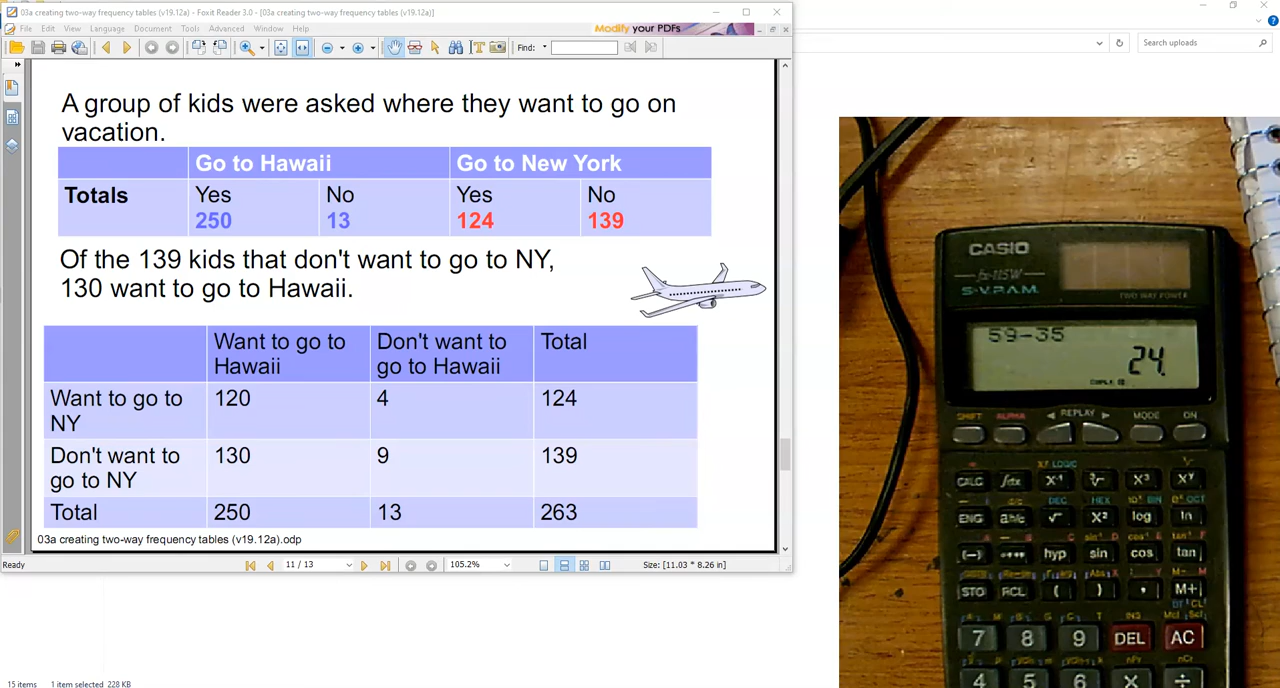 03a creating two-way frequency tables (v19.12a) - Foxit Reader 3.0 - [03a creating two-way frequency tables (v19.12a)]
File Edit View Language Document Tools Advanced Window Help
Modify your PDFs
Find:
Search uploads
A group of kids were asked where they want to go on
vacation.
Go to Hawaii Go to New York
Totals Yes No Yes No
250 13 124 139
Of the 139 kids that don't want to go to NY,
130 want to go to Hawaii.
Want to go to Don't want to Total
Hawaii go to Hawaii
Want to go to 120 4 124
NY
Don't want to 130 9 139
go to NY
Total 250 13 263
03a creating two-way frequency tables (v19.12a).odp
Ready 11 / 13 105.2% Size: [11.03 * 8.26 in]
15 items 1 item selected 228 KB
CASIO
fx-115W
S-V.P.A.M.
TWO WAY POWER
59-35
24.
SHIFT ALPHA REPLAY MODE ON
CALC ∫dx X-1 X³ Xʸ
ENG ab/c √ X² log ln
(-) hyp sin cos tan
STO RCL ( ) , M+
7 8 9 DEL AC
4 5 6 × ÷